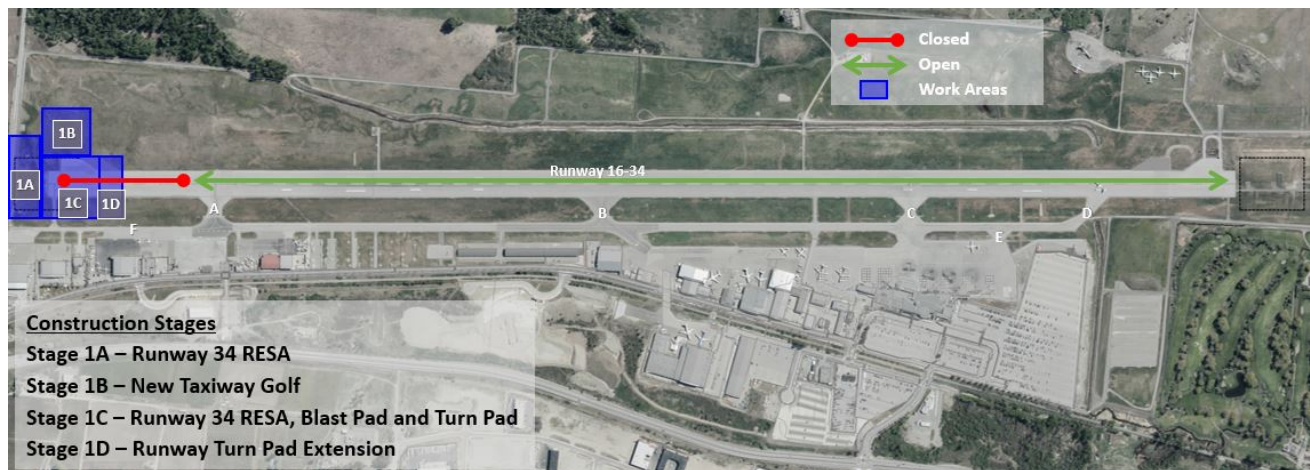 Closed
Open
Work Areas
1B
Runway 16-34
1A
1C
1D
A
B
C
D
F
E
Construction Stages
Stage 1A – Runway 34 RESA
Stage 1B – New Taxiway Golf
Stage 1C – Runway 34 RESA, Blast Pad and Turn Pad
Stage 1D – Runway Turn Pad Extension